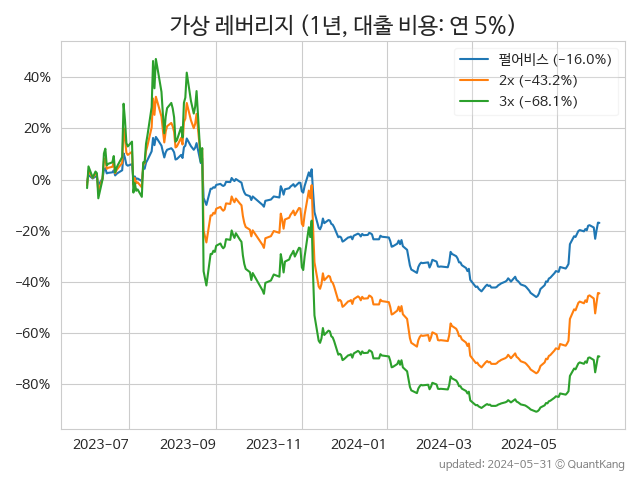 가상 레버리지 (1년, 대출 비용: 연 5%)
펄어비스 (−16.0%)
2x (−43.2%)
3x (−68.1%)
40%
20%
0%
−20%
−40%
−60%
−80%
2023-07 2023-09 2023-11 2024-01 2024-03 2024-05
updated: 2024-05-31 © QuantKang